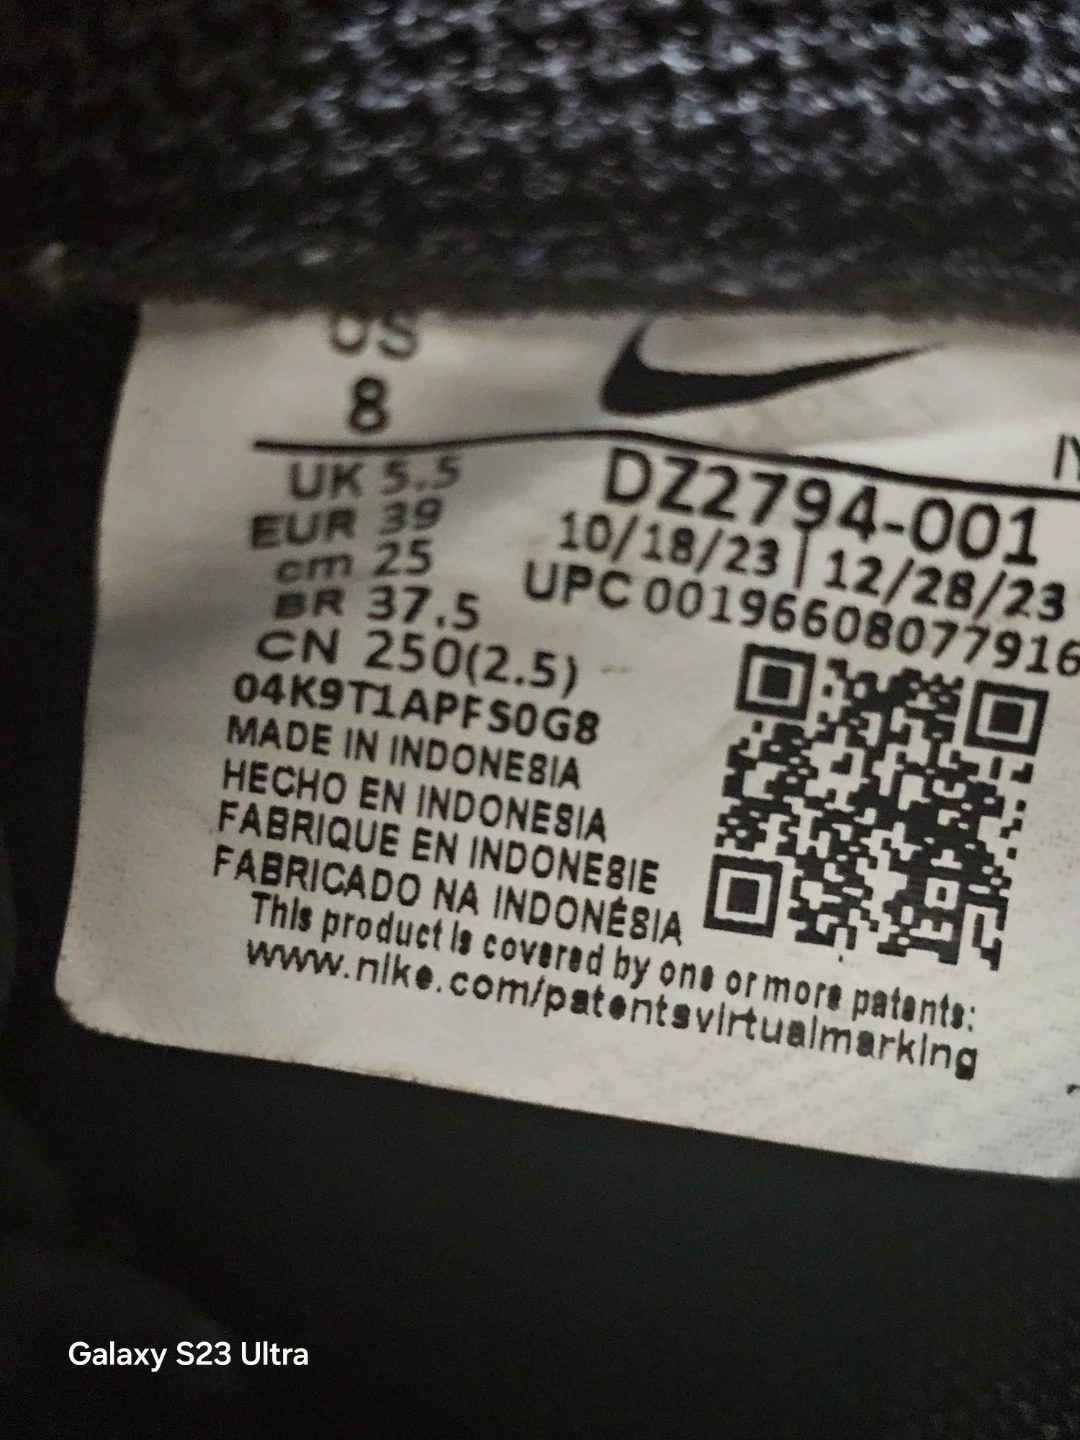 US
8
UK 5.5
EUR 39
cm 25
BR 37.5
CN 250(2.5)
DZ2794-001
10/18/23 | 12/28/23
UPC 00196608077916
04K9T1APFS0G8
MADE IN INDONESIA
HECHO EN INDONESIA
FABRIQUE EN INDONESIE
FABRICADO NA INDONÉSIA
This product is covered by one or more patents:
www.nike.com/patentsvirtualmarking
Galaxy S23 Ultra